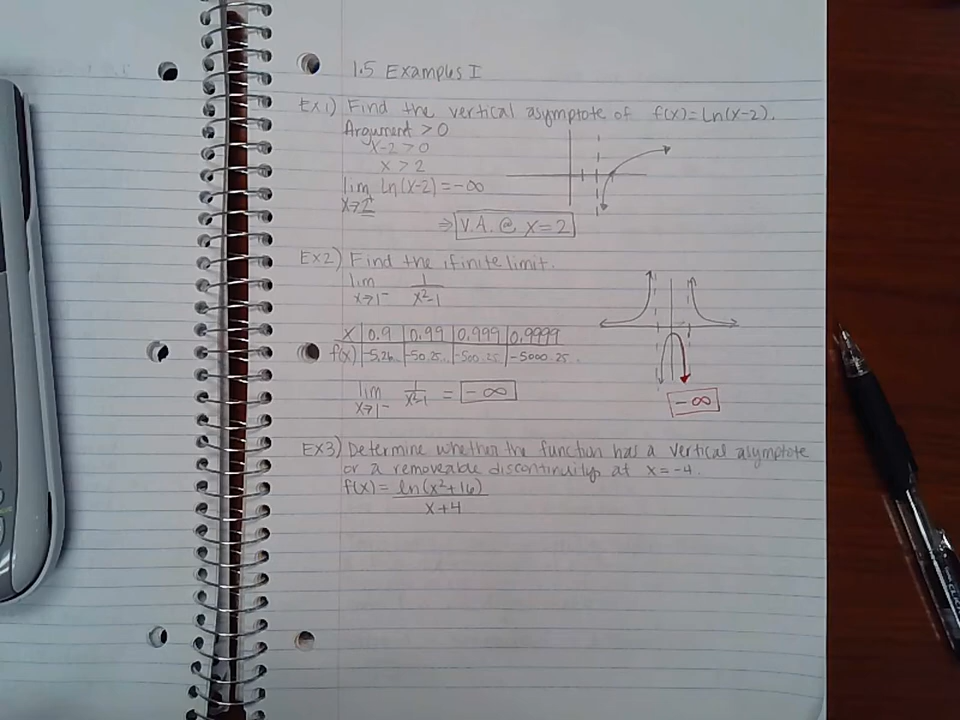 1.5 Examples I
Ex1) Find the vertical asymptote of f(x)=Ln(x-2).
Argument > 0
x-2>0
x>2
lim Ln(x-2) = -∞
x→2⁺
⇒ V.A. @ x=2
Ex2) Find the ifinite limit.
lim 1
x→1⁻ x²-1
x 0.9 0.99 0.999 0.9999
f(x) -5.26.. -50.25.. -500.25 -5000.25..
lim 1/x²-1 = -∞
x→1⁻
-∞
Ex3) Determine whether the function has a vertical asymptote
or a removeable discontinuity at x=-4.
f(x) = ln(x²+16)
x+4